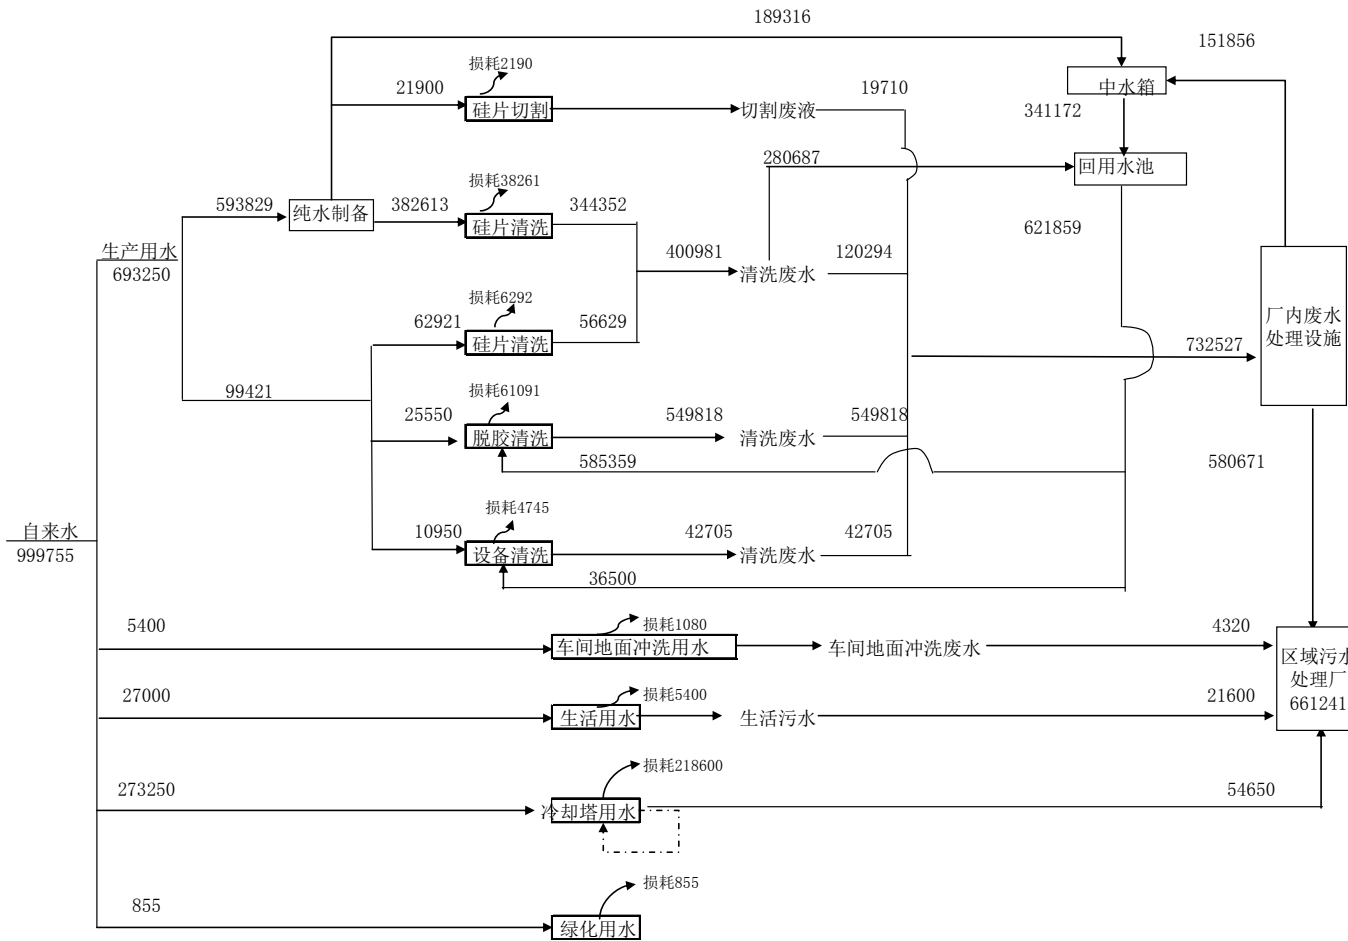 189316
151856
损耗2190
21900
硅片切割
切割废液
19710
中水箱
341172
280687
回用水池
损耗38261
593829
纯水制备
382613
硅片清洗
344352
621859
生产用水
693250
400981
清洗废水
120294
损耗6292
62921
硅片清洗
56629
厂内废水
处理设施
732527
99421
损耗61091
25550
脱胶清洗
549818
清洗废水
549818
585359
580671
自来水
999755
损耗4745
10950
设备清洗
42705
清洗废水
42705
36500
5400
损耗1080
车间地面冲洗用水
车间地面冲洗废水
4320
区域污水
处理厂
661241
27000
损耗5400
生活用水
生活污水
21600
273250
损耗218600
冷却塔用水
54650
855
损耗855
绿化用水